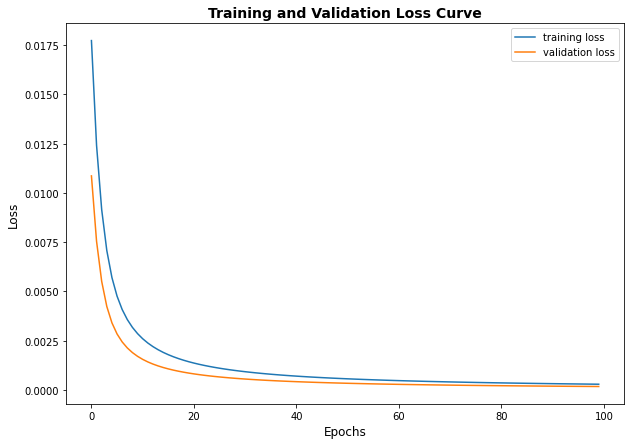 Training and Validation Loss Curve
training loss
validation loss
0.0175
0.0150
0.0125
0.0100
0.0075
0.0050
0.0025
0.0000
Loss
0 20 40 60 80 100
Epochs